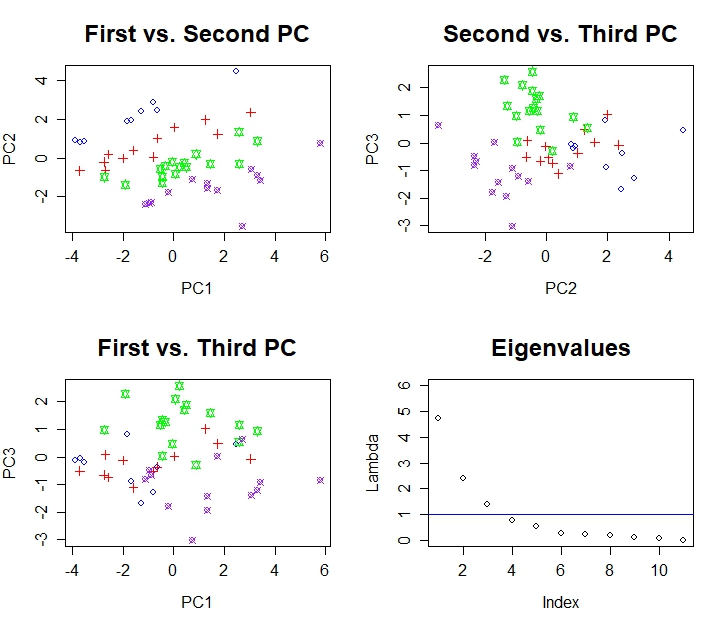 First vs. Second PC
PC2
4
2
0
-2
-4 -2 0 2 4 6
PC1
Second vs. Third PC
PC3
2
1
0
-1
-2
-3
-2 0 2 4
PC2
First vs. Third PC
PC3
2
1
0
-1
-2
-3
-4 -2 0 2 4 6
PC1
Eigenvalues
Lambda
6
5
4
3
2
1
0
2 4 6 8 10
Index